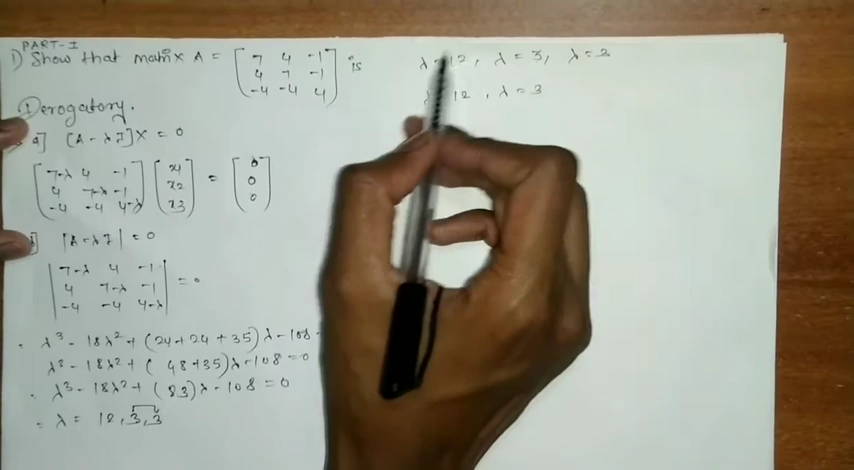 PART-I
1) Show that matrix A = [7 4 -1; 4 7 -1; -4 -4 4] is
① Derogatory.
a] [A-λI]X = 0
[7-λ 4 -1; 4 7-λ -1; -4 -4 4-λ] [x1; x2; x3] = [0; 0; 0]
|A-λI| = 0
|7-λ 4 -1; 4 7-λ -1; -4 -4 4-λ| = 0
λ³ - 18λ² + (24+24+35)λ - 108
λ³ - 18λ² + ( 48+35)λ - 108 = 0
λ³ - 18λ² + ( 83)λ - 108 = 0
= λ = 12, 3, 3
λ = 12, λ = 3, λ = 3
12, λ = 3